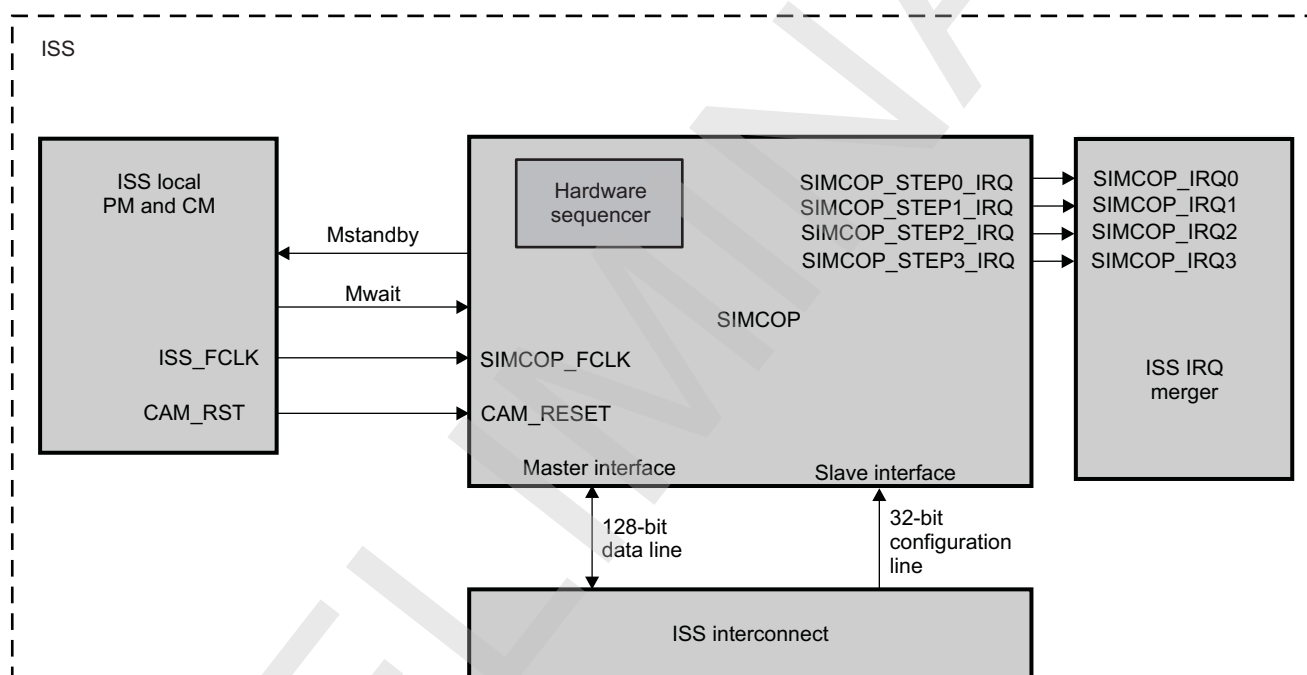 ISS
ISS local
PM and CM
Hardware
sequencer
SIMCOP_STEP0_IRQ
SIMCOP_STEP1_IRQ
SIMCOP_STEP2_IRQ
SIMCOP_STEP3_IRQ
SIMCOP_IRQ0
SIMCOP_IRQ1
SIMCOP_IRQ2
SIMCOP_IRQ3
Mstandby
Mwait
SIMCOP
ISS_FCLK
SIMCOP_FCLK
ISS IRQ
merger
CAM_RST
CAM_RESET
Master interface
Slave interface
128-bit
data line
32-bit
configuration
line
ISS interconnect